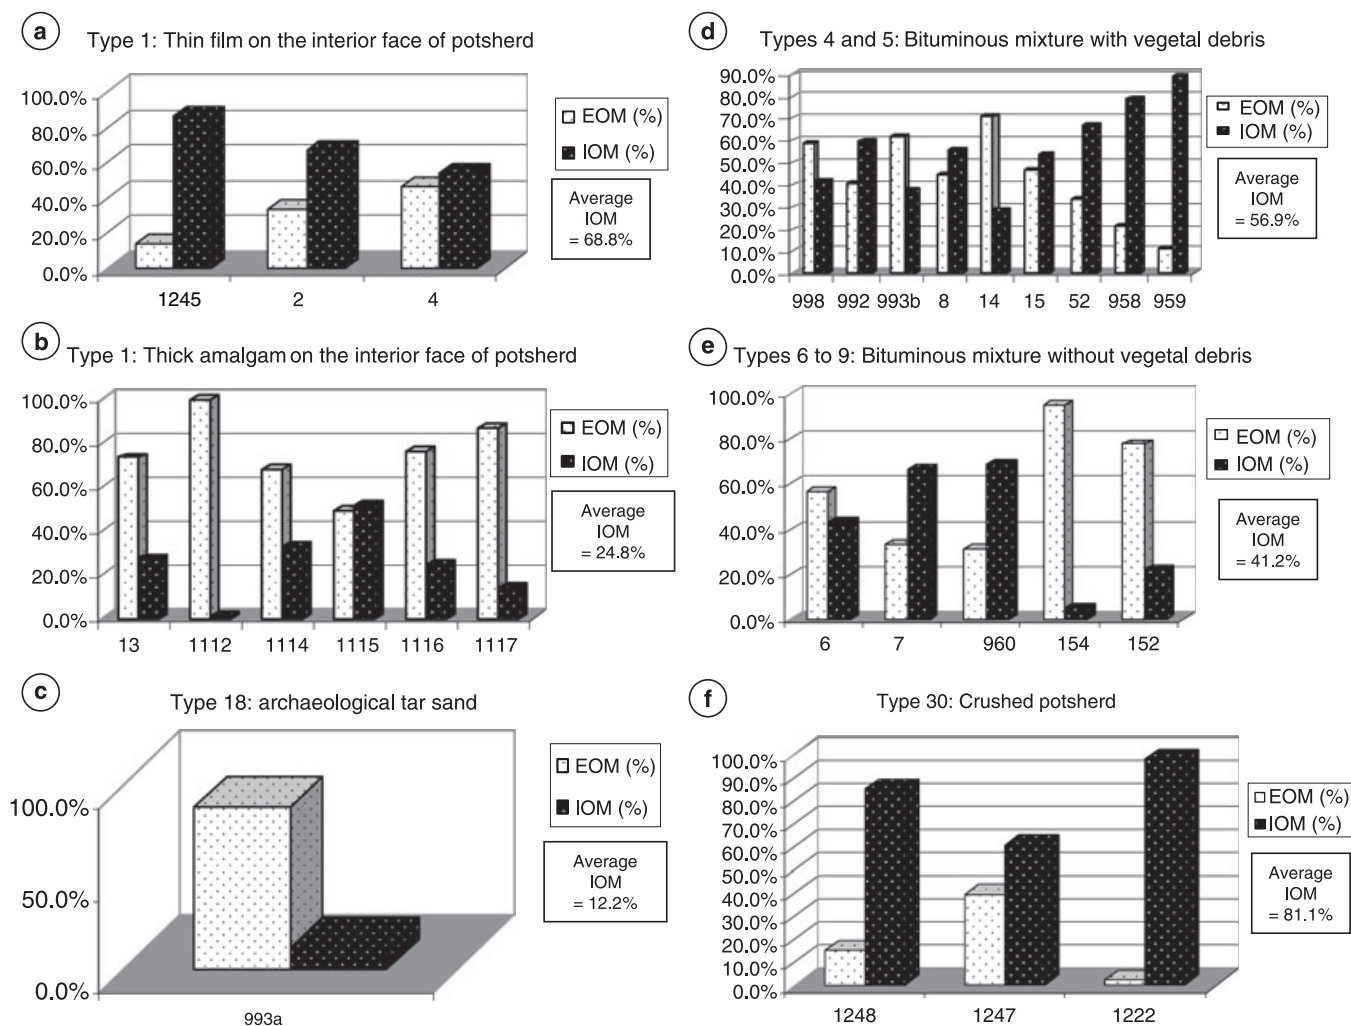 a
Type 1: Thin film on the interior face of potsherd
100.0%
80.0%
60.0%
40.0%
20.0%
0.0%
1245 2 4
EOM (%)
IOM (%)
Average
IOM
= 68.8%
b
Type 1: Thick amalgam on the interior face of potsherd
100.0%
80.0%
60.0%
40.0%
20.0%
0.0%
13 1112 1114 1115 1116 1117
EOM (%)
IOM (%)
Average
IOM
= 24.8%
c
Type 18: archaeological tar sand
100.0%
50.0%
0.0%
993a
EOM (%)
IOM (%)
Average
IOM
= 12.2%
d
Types 4 and 5: Bituminous mixture with vegetal debris
90.0%
80.0%
70.0%
60.0%
50.0%
40.0%
30.0%
20.0%
10.0%
0.0%
998 992 993b 8 14 15 52 958 959
EOM (%)
IOM (%)
Average
IOM
= 56.9%
e
Types 6 to 9: Bituminous mixture without vegetal debris
100.0%
80.0%
60.0%
40.0%
20.0%
0.0%
6 7 960 154 152
EOM (%)
IOM (%)
Average
IOM
= 41.2%
f
Type 30: Crushed potsherd
100.0%
90.0%
80.0%
70.0%
60.0%
50.0%
40.0%
30.0%
20.0%
10.0%
0.0%
1248 1247 1222
EOM (%)
IOM (%)
Average
IOM
= 81.1%